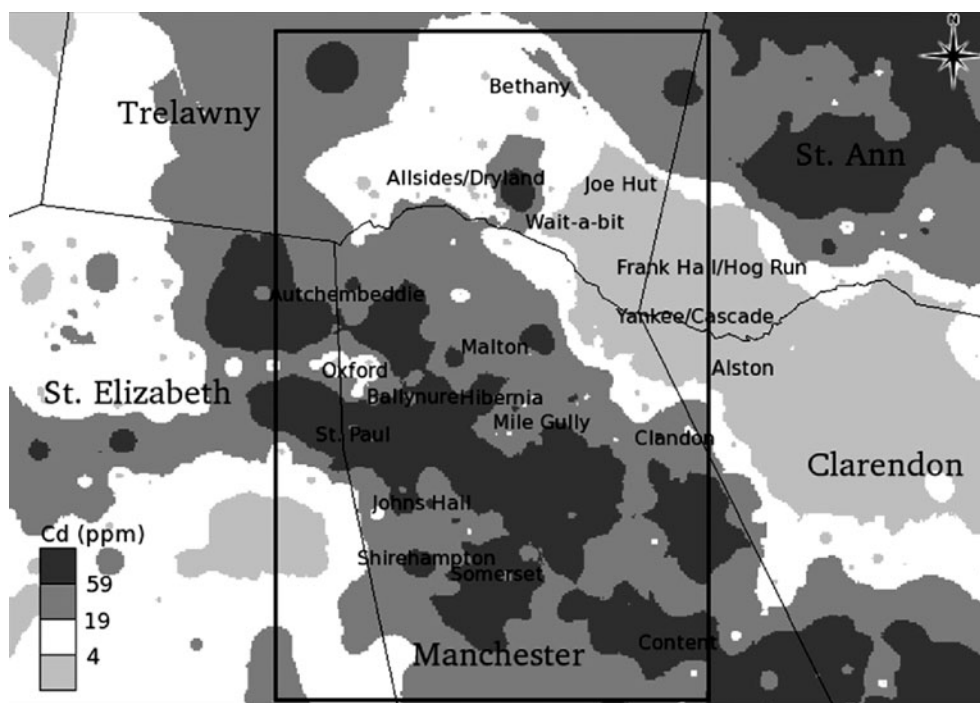 N
Bethany
Trelawny
St. Ann
Allsides/Dryland
Joe Hut
Wait-a-bit
Frank Hall/Hog Run
Autchembeddie
Yankee/Cascade
Malton
Oxford
Alston
St. Elizabeth
Ballynure
Hibernia
Mile Gully
St. Paul
Clandon
Clarendon
Johns Hall
Cd (ppm)
Shirehampton
Somerset
59
19
Content
4
Manchester